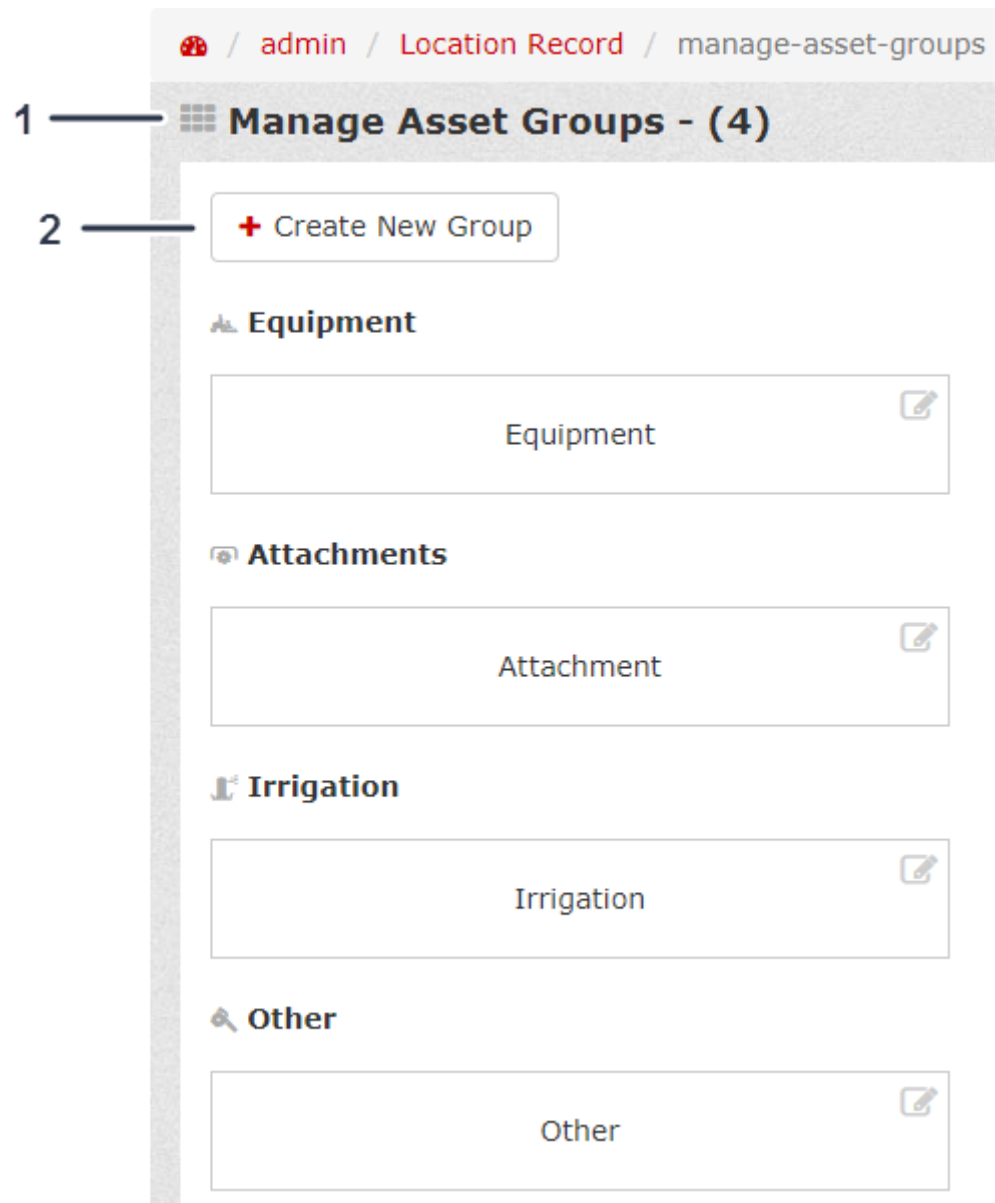 / admin / Location Record / manage-asset-groups
1
Manage Asset Groups - (4)
2
+ Create New Group
Equipment
Equipment
Attachments
Attachment
Irrigation
Irrigation
Other
Other